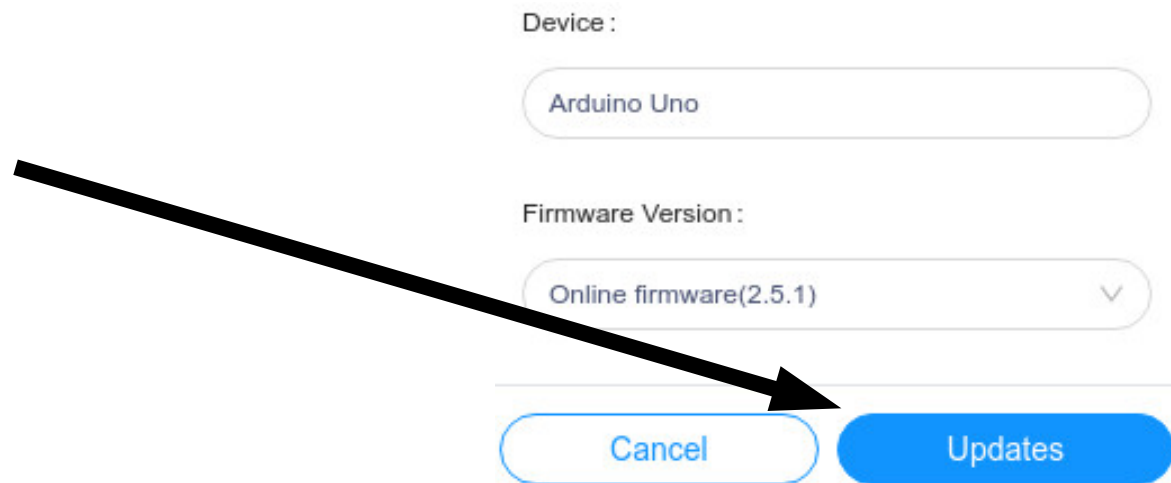 Device :
Arduino Uno
Firmware Version :
Online firmware(2.5.1)
Cancel
Updates